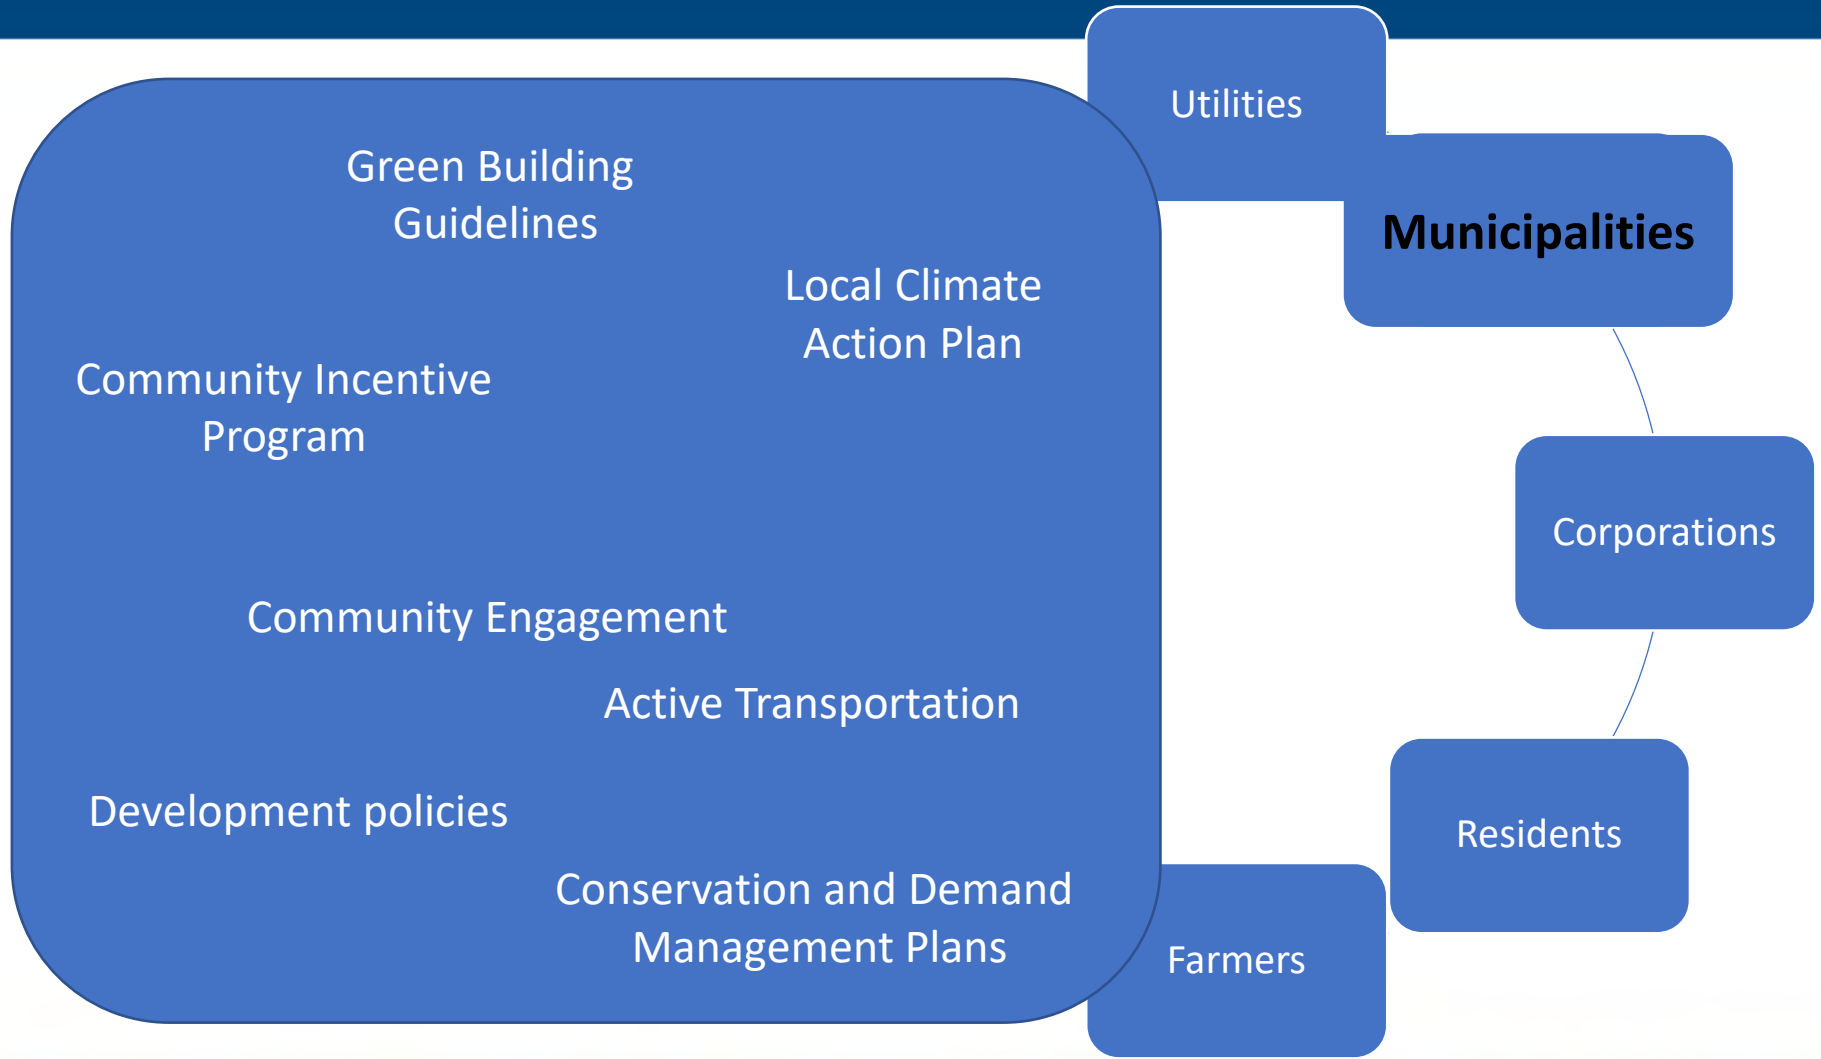 Green Building
Guidelines
Local Climate
Action Plan
Community Incentive
Program
Community Engagement
Active Transportation
Development policies
Conservation and Demand
Management Plans
Utilities
Municipalities
Corporations
Residents
Farmers